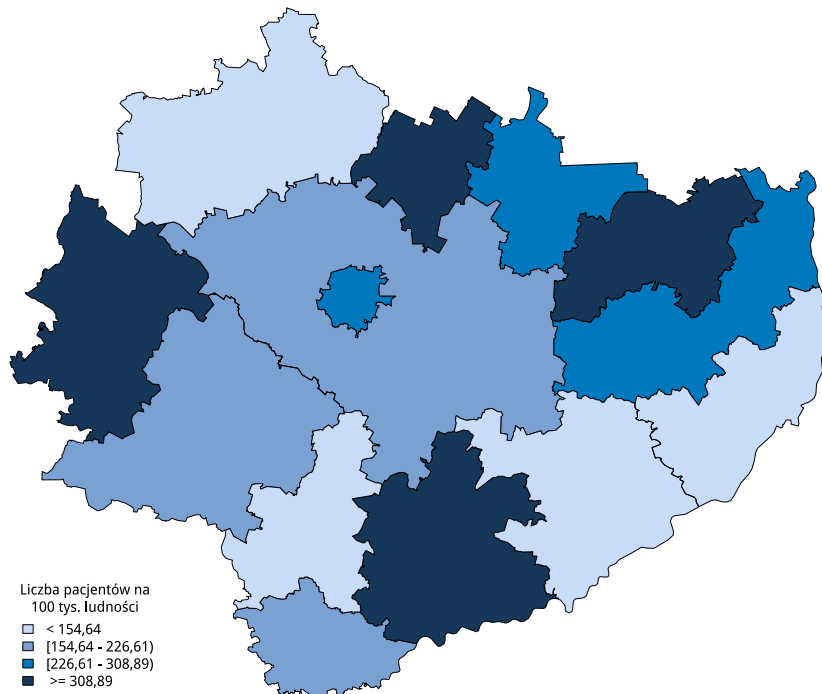 Liczba pacjentów na
100 tys. ludności
< 154,64
[154,64 - 226,61)
[226,61 - 308,89)
>= 308,89